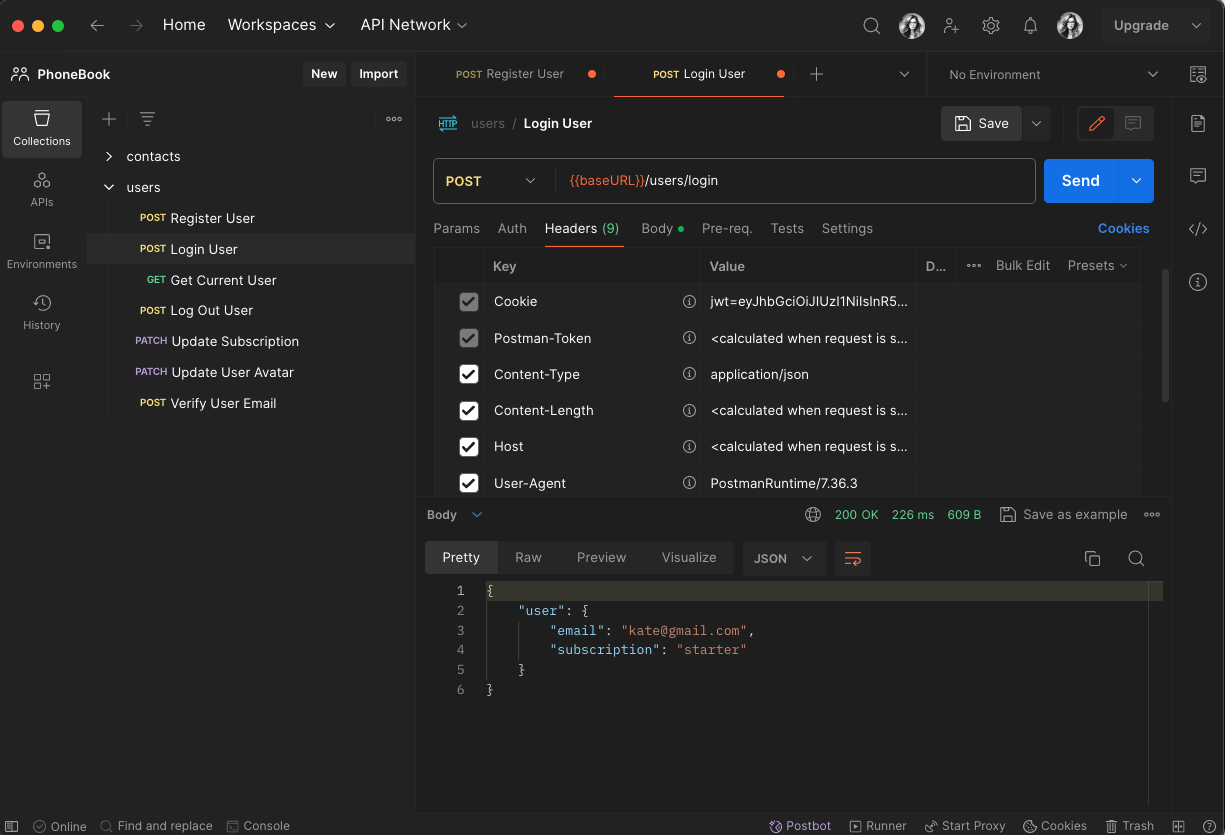 Home Workspaces API Network Upgrade
PhoneBook New Import POST Register User POST Login User No Environment
Collections
APIs
Environments
History
contacts
users
POST Register User
POST Login User
GET Get Current User
POST Log Out User
PATCH Update Subscription
PATCH Update User Avatar
POST Verify User Email
HTTP users / Login User Save
POST {{baseURL}}/users/login Send
Params Auth Headers (9) Body Pre-req. Tests Settings Cookies
Key Value D... Bulk Edit Presets
Cookie jwt=eyJhbGciOiJIUzI1NiIsInR5...
Postman-Token <calculated when request is s...
Content-Type application/json
Content-Length <calculated when request is s...
Host <calculated when request is s...
User-Agent PostmanRuntime/7.36.3
Body 200 OK 226 ms 609 B Save as example
Pretty Raw Preview Visualize JSON
1 {
2 "user": {
3 "email": "kate@gmail.com",
4 "subscription": "starter"
5 }
6 }
Online Find and replace Console Postbot Runner Start Proxy Cookies Trash